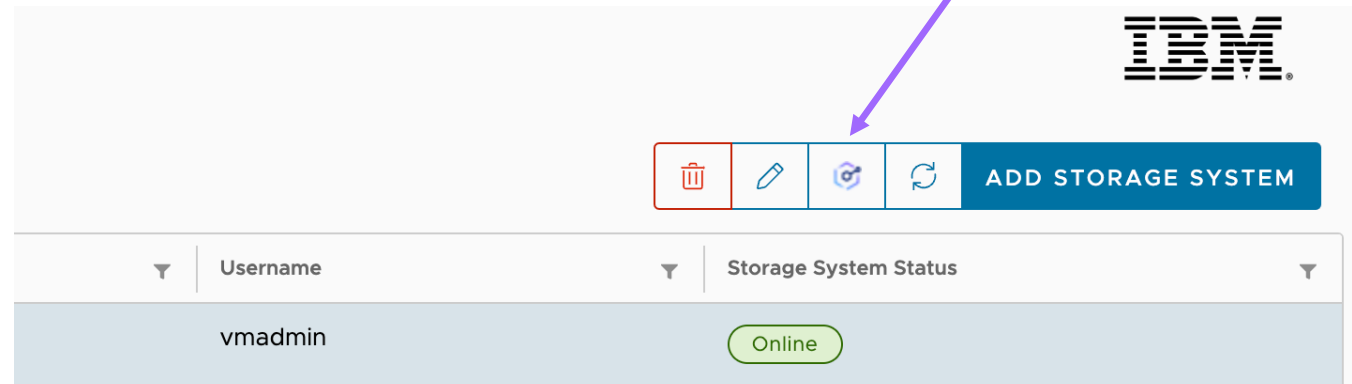 IBM®
ADD STORAGE SYSTEM
Username
Storage System Status
vmadmin
Online